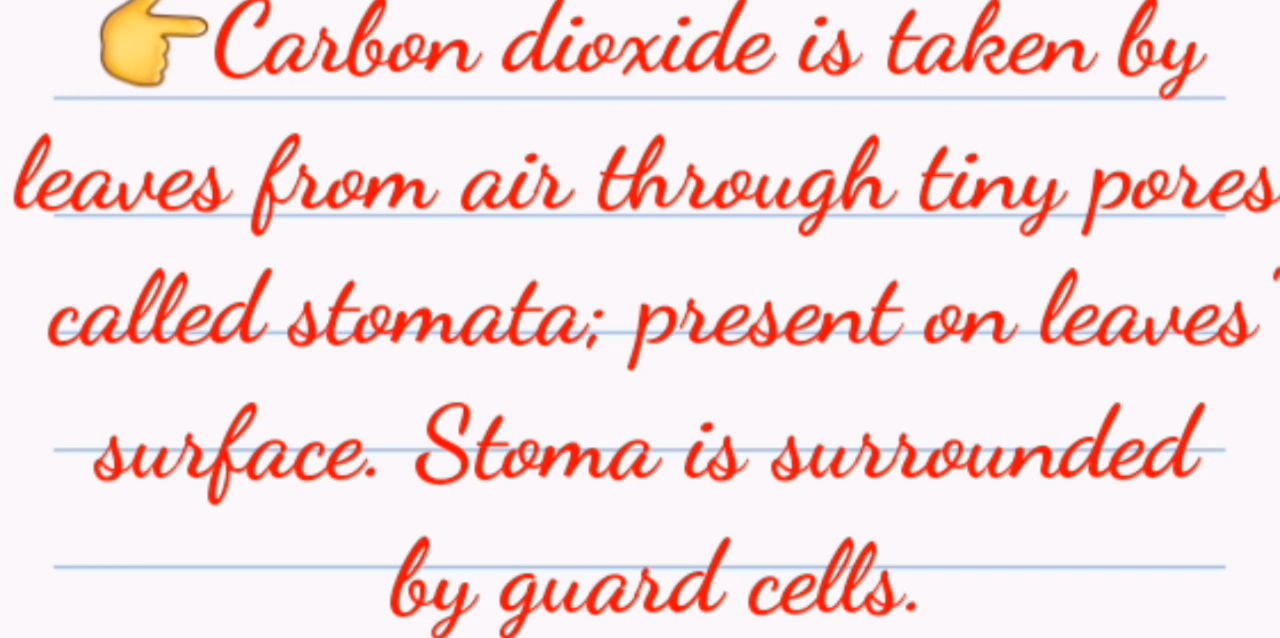 👉Carbon dioxide is taken by
leaves from air through tiny pores
called stomata; present on leaves'
surface. Stoma is surrounded
by guard cells.